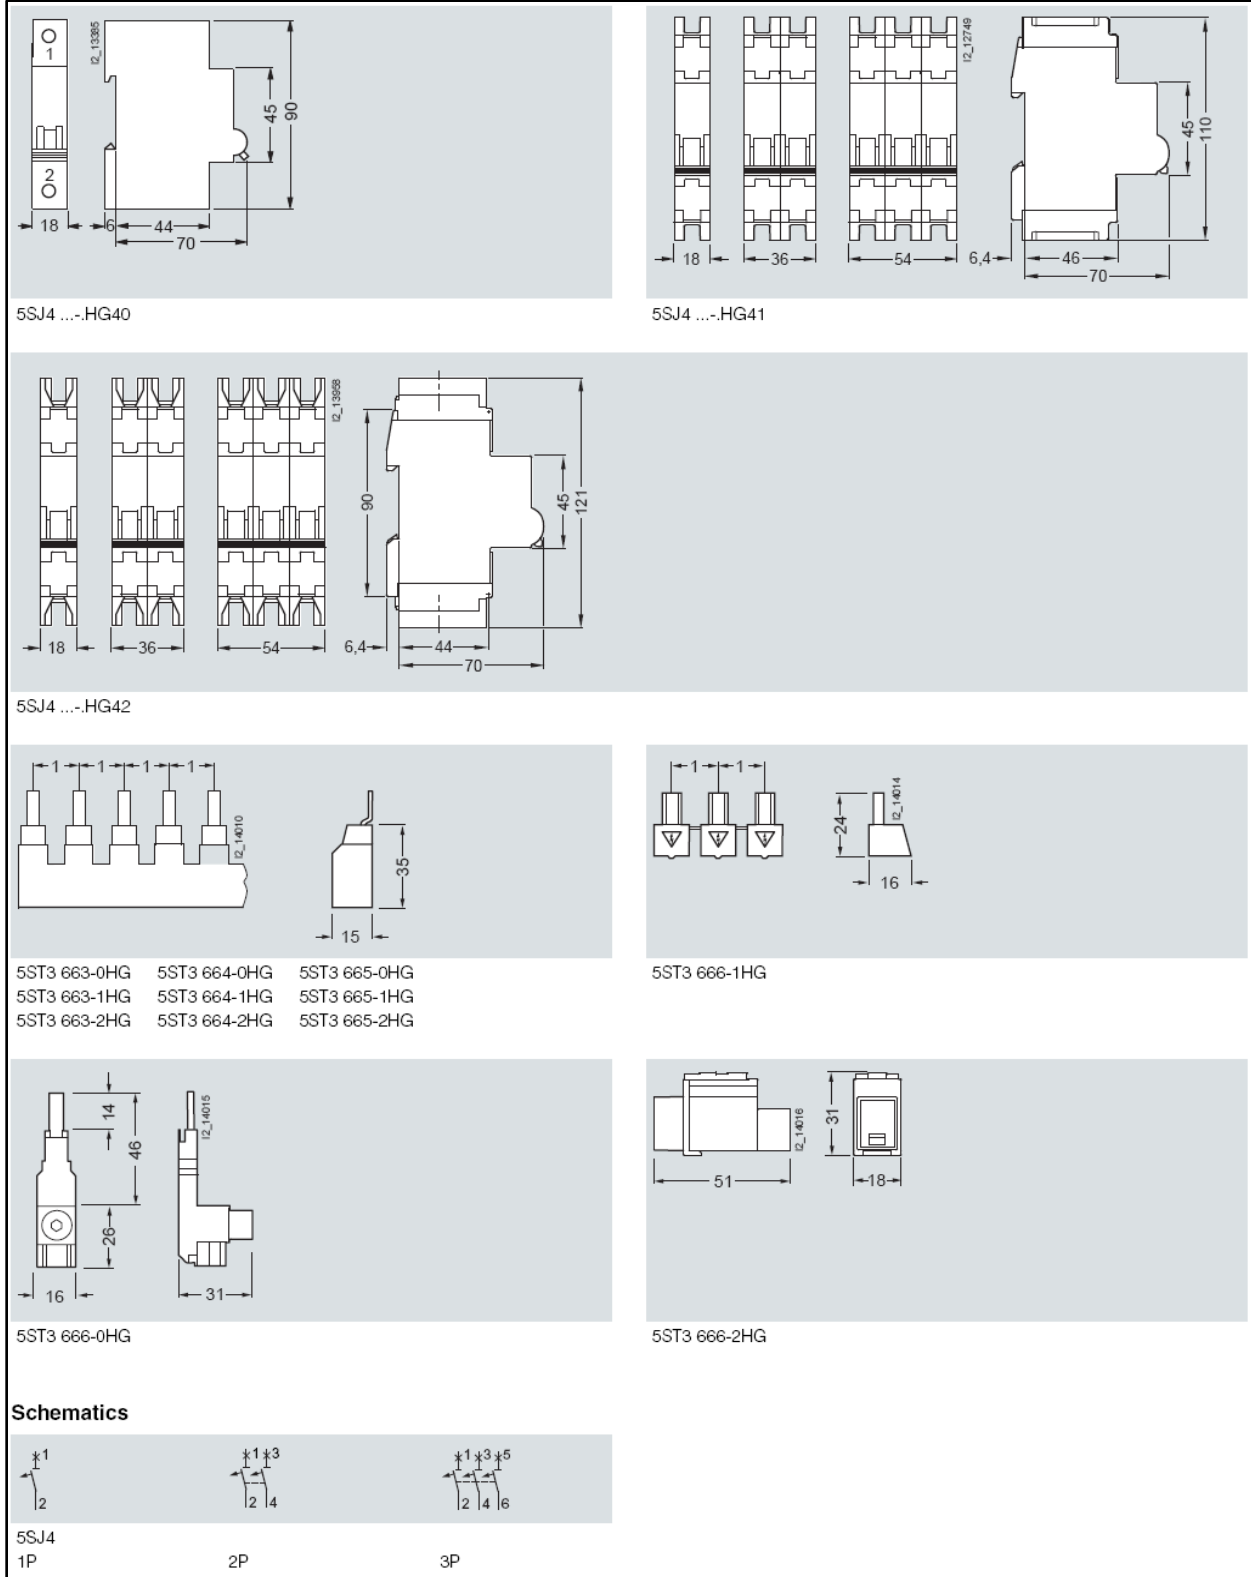 1
2
I2_13385
45
90
18
6
44
70
5SJ4 ...-.HG40
I2_12749
45
110
18
36
54
6,4
46
70
5SJ4 ...-.HG41
I2_13958
90
45
121
18
36
54
6,4
44
70
5SJ4 ...-.HG42
1 1 1 1
I2_14010
35
15
5ST3 663-0HG 5ST3 664-0HG 5ST3 665-0HG
5ST3 663-1HG 5ST3 664-1HG 5ST3 665-1HG
5ST3 663-2HG 5ST3 664-2HG 5ST3 665-2HG
1 1
24
I2_14014
16
5ST3 666-1HG
14
46
26
16
I2_14015
31
5ST3 666-0HG
I2_14016
51
31
18
5ST3 666-2HG
Schematics
1
2
1 3
2 4
1 3 5
2 4 6
5SJ4
1P 2P 3P